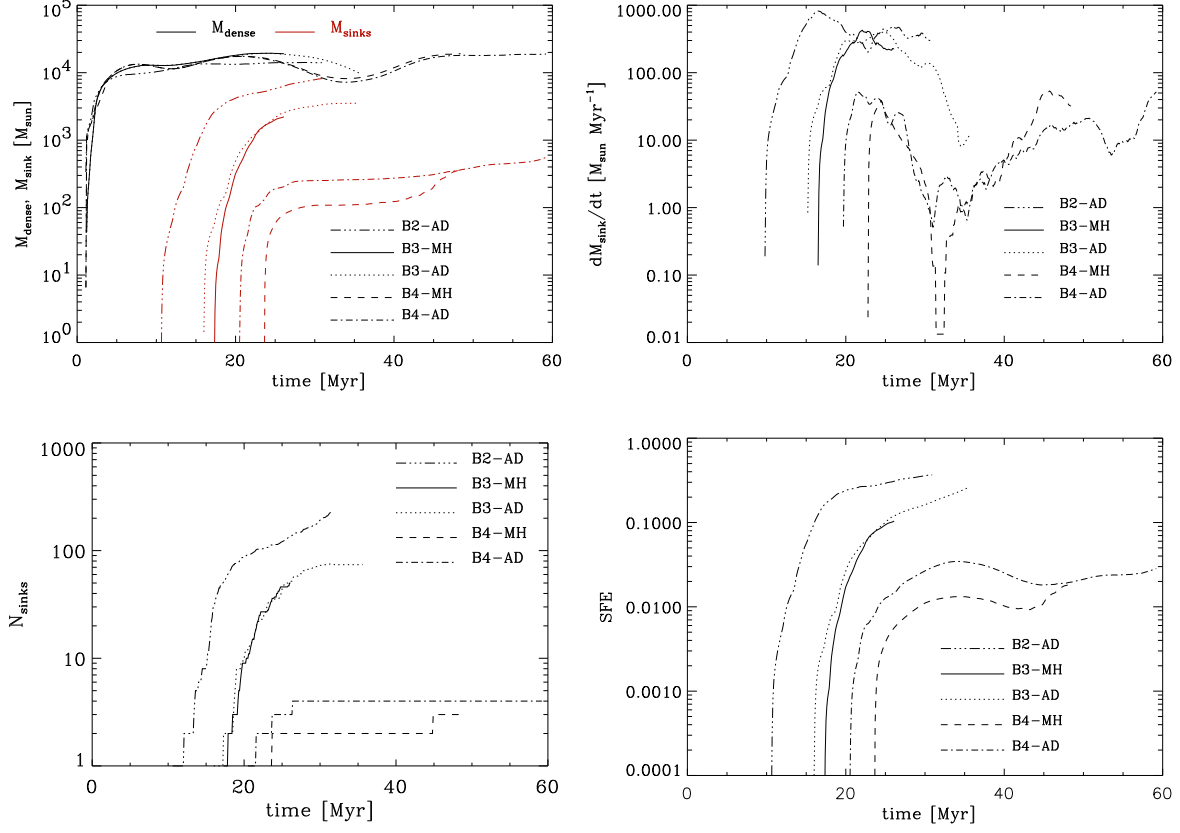 M_dense M_sinks
10^5
10^4
10^3
10^2
10^1
10^0
M_dense, M_sink [M_sun]
B2-AD
B3-MH
B3-AD
B4-MH
B4-AD
0 20 40 60
time [Myr]
1000.00
100.00
10.00
1.00
0.10
0.01
dM_sink/dt [M_sun Myr^-1]
B2-AD
B3-MH
B3-AD
B4-MH
B4-AD
0 20 40 60
time [Myr]
1000
100
10
1
N_sinks
B2-AD
B3-MH
B3-AD
B4-MH
B4-AD
0 20 40 60
time [Myr]
1.0000
0.1000
0.0100
0.0010
0.0001
SFE
B2-AD
B3-MH
B3-AD
B4-MH
B4-AD
0 20 40 60
time [Myr]